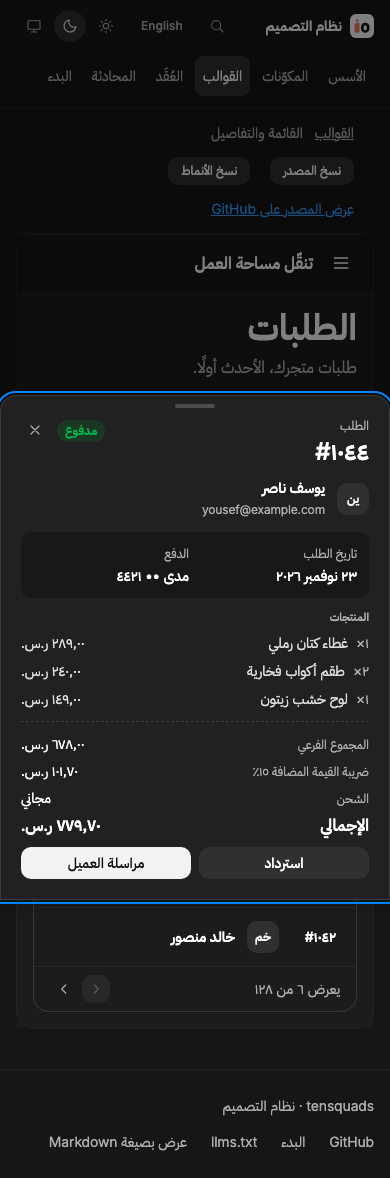 نظام التصميم English
الأسس المكوّنات القوالب العُقَد المحادثة البدء
القوالب القائمة والتفاصيل
نسخ المصدر نسخ الأنماط
عرض المصدر على GitHub
تنقّل مساحة العمل
الطلبات
طلبات متجرك، الأحدث أولًا.
الطلب
مدفوع
#١٠٤٤
ين يوسف ناصر
yousef@example.com
تاريخ الطلب الدفع
٢٣ نوفمبر ٢٠٢٦ مدى •• ٤٤٢١
المنتجات
×١ غطاء كتان رملي ٢٨٩٫٠٠ ر.س.
×٢ طقم أكواب فخارية ٢٤٠٫٠٠ ر.س.
×١ لوح خشب زيتون ١٤٩٫٠٠ ر.س.
المجموع الفرعي ٦٧٨٫٠٠ ر.س.
ضريبة القيمة المضافة ١٥٪ ١٠١٫٧٠ ر.س.
الشحن مجاني
الإجمالي ٧٧٩٫٧٠ ر.س.
استرداد مراسلة العميل
#١٠٤٢ خم خالد منصور
يعرض ٦ من ١٢٨
tensquads · نظام التصميم
GitHub البدء llms.txt عرض بصيغة Markdown